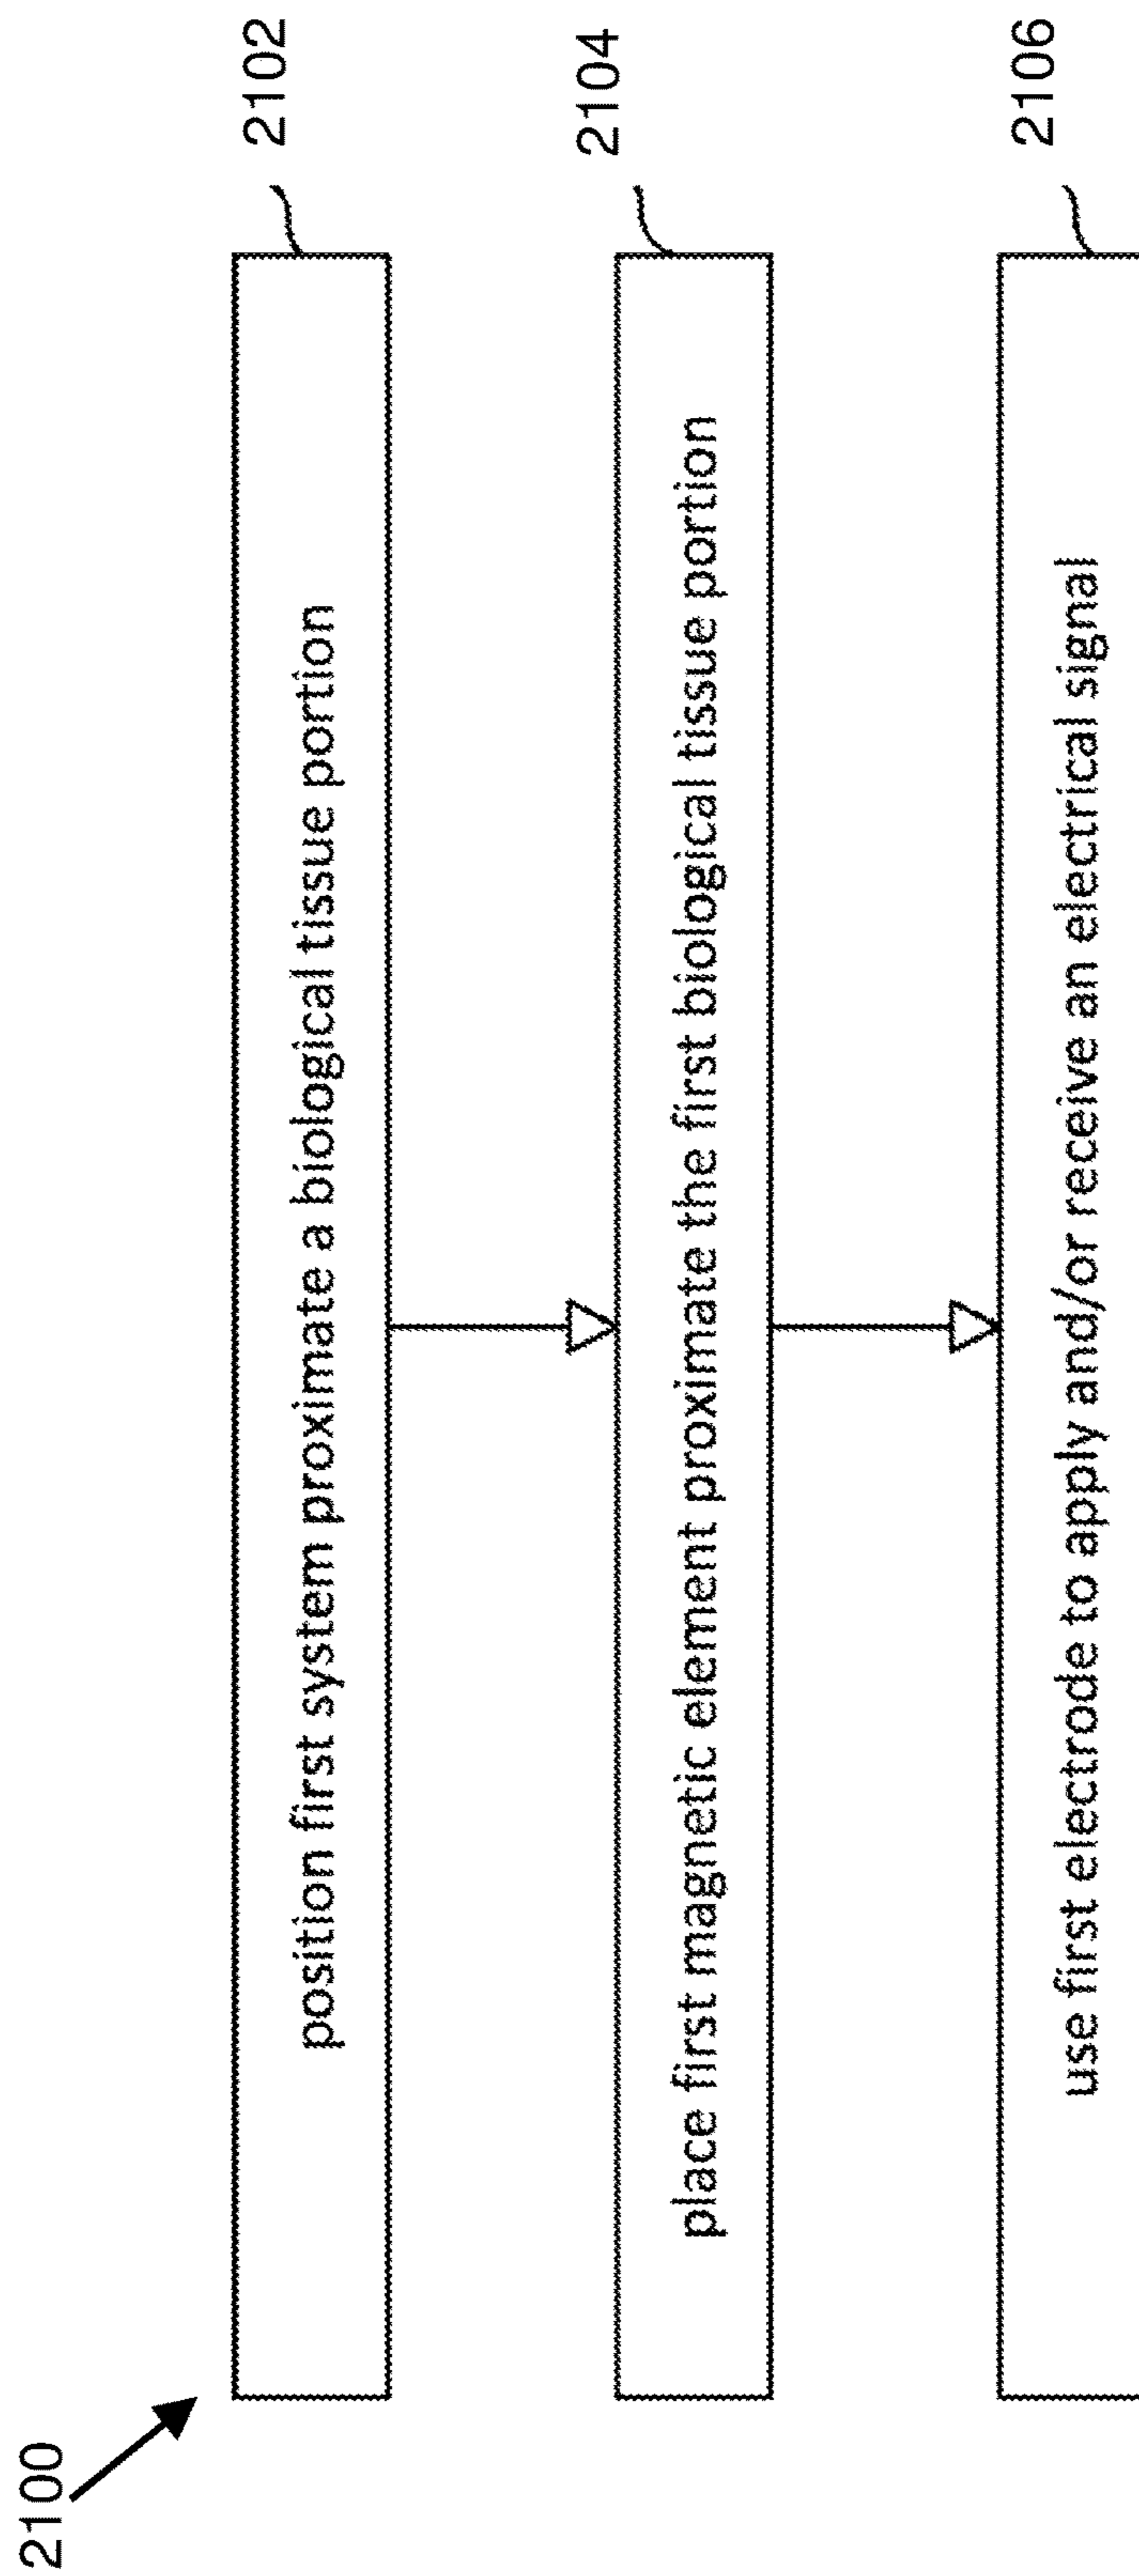 2100
position first system proximate a biological tissue portion
2102
place first magnetic element proximate the first biological tissue portion
2104
use first electrode to apply and/or receive an electrical signal
2106